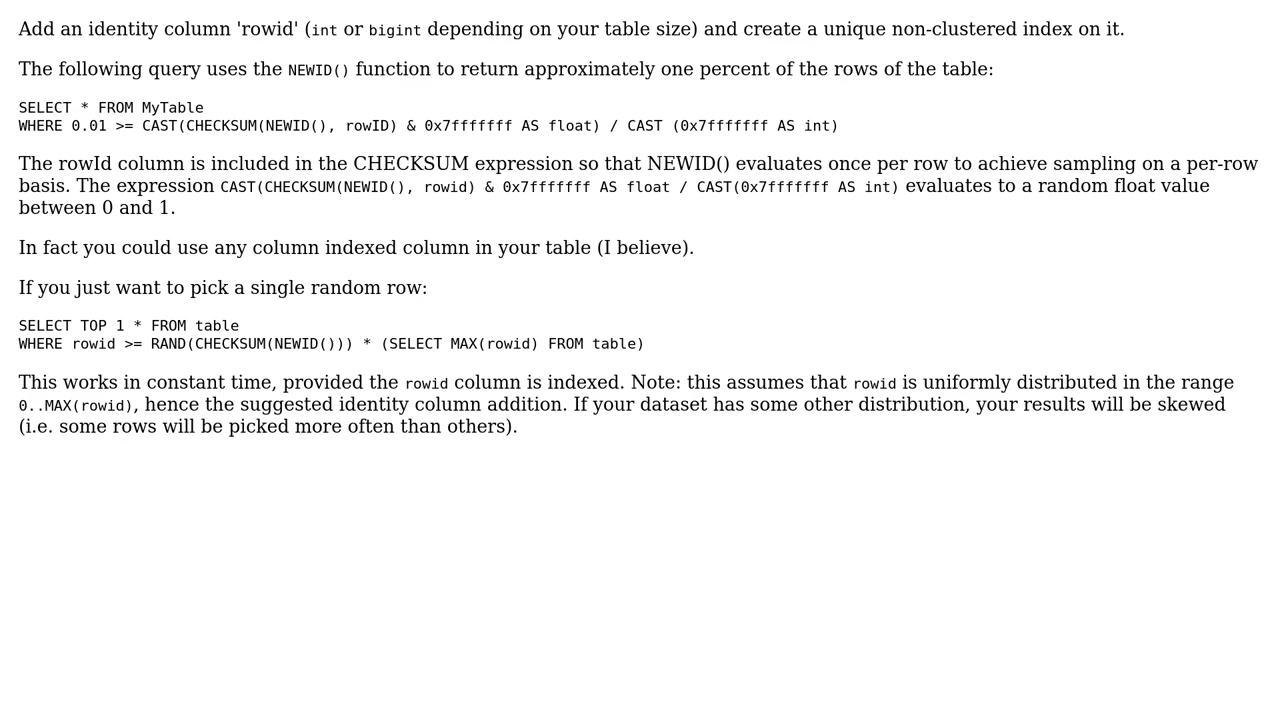 Add an identity column 'rowid' (int or bigint depending on your table size) and create a unique non-clustered index on it.
The following query uses the NEWID() function to return approximately one percent of the rows of the table:
SELECT * FROM MyTable
WHERE 0.01 >= CAST(CHECKSUM(NEWID(), rowID) & 0x7fffffff AS float) / CAST (0x7fffffff AS int)
The rowId column is included in the CHECKSUM expression so that NEWID() evaluates once per row to achieve sampling on a per-row
basis. The expression CAST(CHECKSUM(NEWID(), rowid) & 0x7fffffff AS float / CAST(0x7fffffff AS int) evaluates to a random float value
between 0 and 1.
In fact you could use any column indexed column in your table (I believe).
If you just want to pick a single random row:
SELECT TOP 1 * FROM table
WHERE rowid >= RAND(CHECKSUM(NEWID())) * (SELECT MAX(rowid) FROM table)
This works in constant time, provided the rowid column is indexed. Note: this assumes that rowid is uniformly distributed in the range
0..MAX(rowid), hence the suggested identity column addition. If your dataset has some other distribution, your results will be skewed
(i.e. some rows will be picked more often than others).